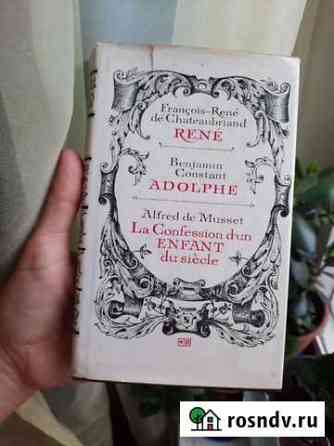 François-René
de Chateaubriand
RENÉ
Benjamin
Constant
ADOLPHE
Alfred de Musset
La Confession d'un
ENFANT
du siècle
rosndv.ru